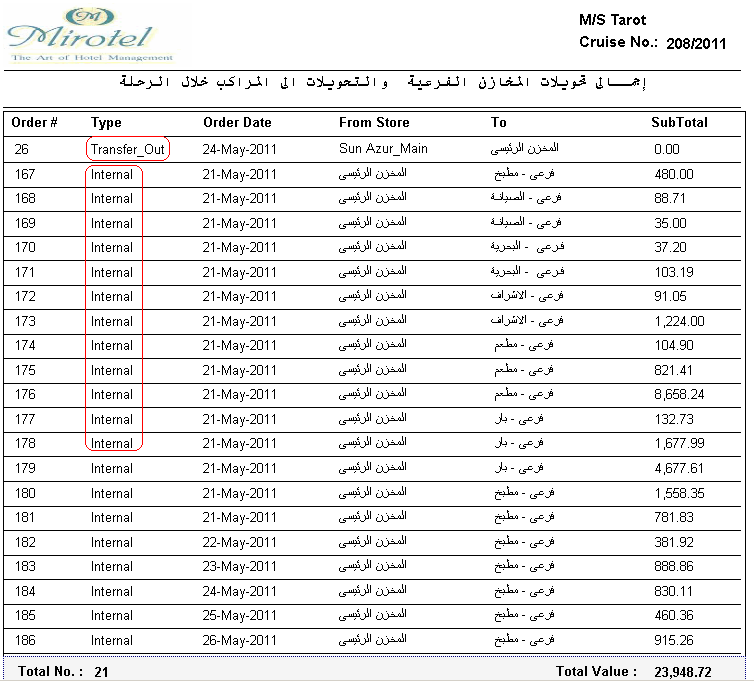 Mirotel
The Art of Hotel Management
M/S Tarot
Cruise No.: 208/2011
إجمـــالى تحويلات المخازن الفرعية والتحويلات الى المراكب خلال الرحلة
Order # Type Order Date From Store To SubTotal
26 Transfer_Out 24-May-2011 Sun Azur_Main المخزن الرئيسى 0.00
167 Internal 21-May-2011 المخزن الرئيسى فرعى - مطبخ 480.00
168 Internal 21-May-2011 المخزن الرئيسى فرعى - الصيانة 88.71
169 Internal 21-May-2011 المخزن الرئيسى فرعى - الصيانة 35.00
170 Internal 21-May-2011 المخزن الرئيسى فرعى - البحرية 37.20
171 Internal 21-May-2011 المخزن الرئيسى فرعى - البحرية 103.19
172 Internal 21-May-2011 المخزن الرئيسى فرعى - الاشراف 91.05
173 Internal 21-May-2011 المخزن الرئيسى فرعى - الاشراف 1,224.00
174 Internal 21-May-2011 المخزن الرئيسى فرعى - مطعم 104.90
175 Internal 21-May-2011 المخزن الرئيسى فرعى - مطعم 821.41
176 Internal 21-May-2011 المخزن الرئيسى فرعى - مطعم 8,658.24
177 Internal 21-May-2011 المخزن الرئيسى فرعى - بار 132.73
178 Internal 21-May-2011 المخزن الرئيسى فرعى - بار 1,677.99
179 Internal 21-May-2011 المخزن الرئيسى فرعى - بار 4,677.61
180 Internal 21-May-2011 المخزن الرئيسى فرعى - مطبخ 1,558.35
181 Internal 21-May-2011 المخزن الرئيسى فرعى - مطبخ 781.83
182 Internal 22-May-2011 المخزن الرئيسى فرعى - مطبخ 381.92
183 Internal 23-May-2011 المخزن الرئيسى فرعى - مطبخ 888.86
184 Internal 24-May-2011 المخزن الرئيسى فرعى - مطبخ 830.11
185 Internal 25-May-2011 المخزن الرئيسى فرعى - مطبخ 460.36
186 Internal 26-May-2011 المخزن الرئيسى فرعى - مطبخ 915.26
Total No. : 21 Total Value : 23,948.72